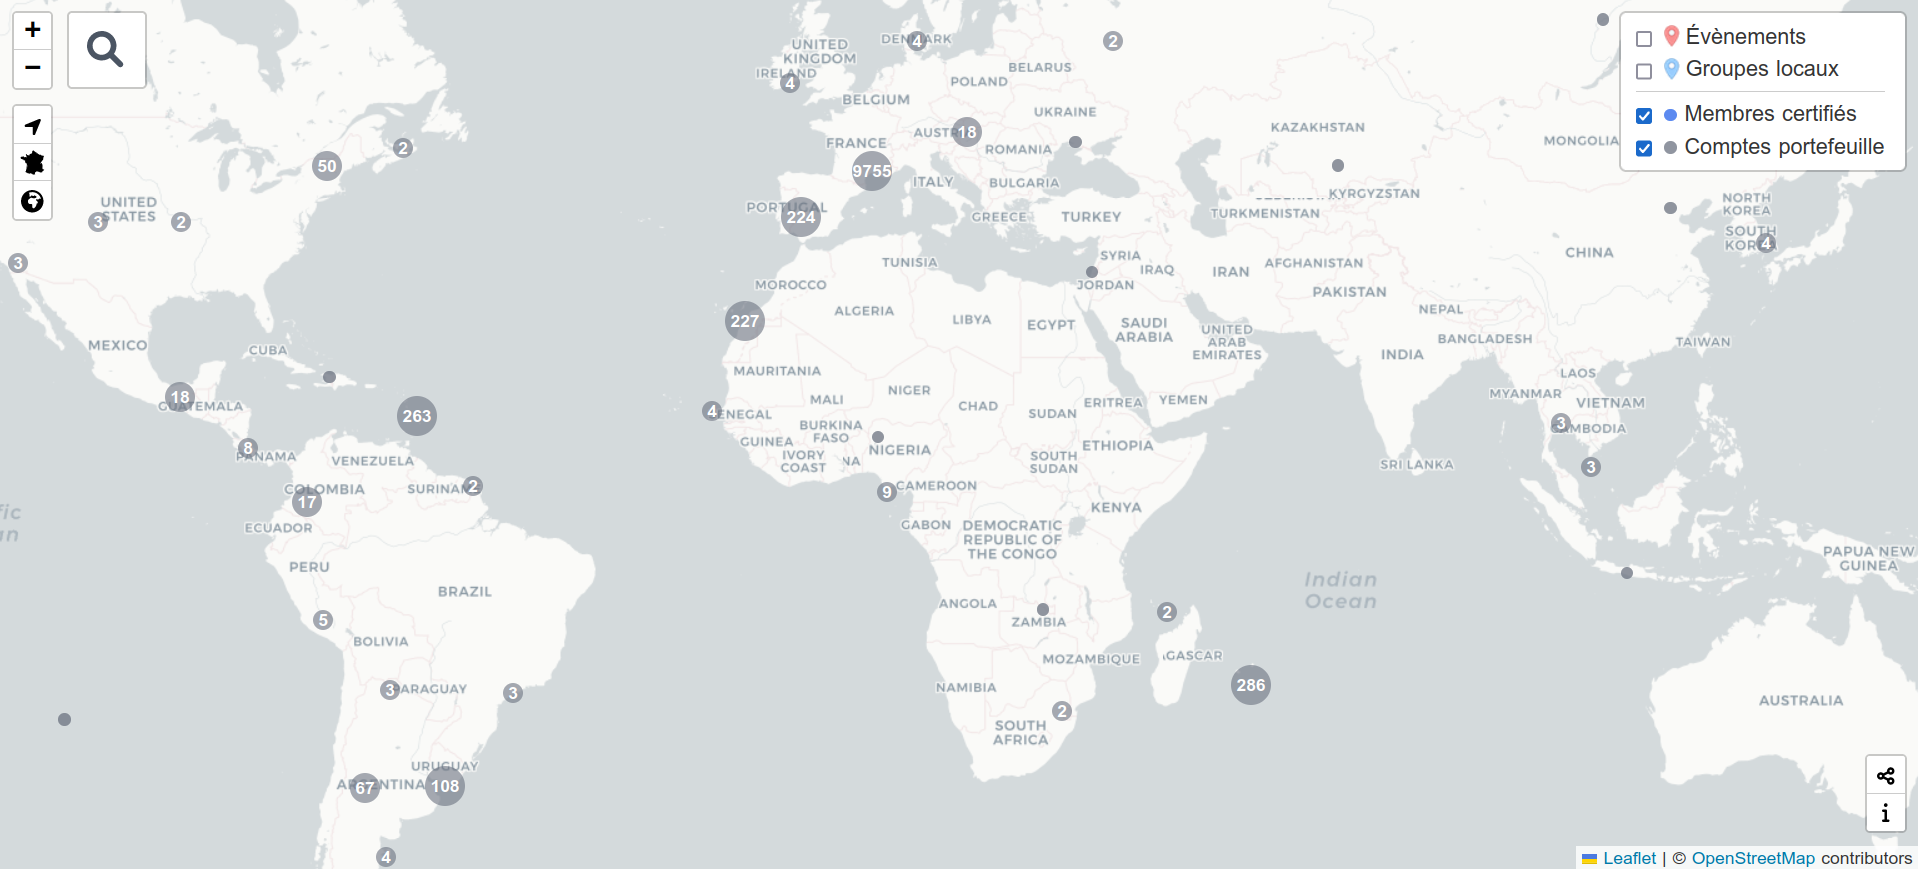 +
−
Évènements
Groupes locaux
Membres certifiés
Comptes portefeuille
UNITED
KINGDOM
DENMARK
4
2
IRELAND
4
BELARUS
POLAND
BELGIUM
UKRAINE
FRANCE
18
ROMANIA
KAZAKHSTAN
MONGOLIA
50
2
9755
ITALY
BULGARIA
KYRGYZSTAN
UNITED
STATES
3
2
PORTUGAL
224
GREECE
TURKEY
TURKMENISTAN
NORTH
KOREA
SOUTH
KOREA
4
3
TUNISIA
SYRIA
IRAQ
IRAN
AFGHANISTAN
CHINA
MOROCCO
JORDAN
PAKISTAN
227
ALGERIA
LIBYA
EGYPT
SAUDI
ARABIA
NEPAL
UNITED
ARAB
EMIRATES
BANGLADESH
TAIWAN
MEXICO
CUBA
INDIA
MAURITANIA
LAOS
18
GUATEMALA
263
NIGER
MALI
CHAD
SUDAN
ERITREA
YEMEN
MYANMAR
VIETNAM
4
SENEGAL
BURKINA
FASO
3
CAMBODIA
8
PANAMA
GUINEA
IVORY
COAST
NA
NIGERIA
ETHIOPIA
VENEZUELA
SOUTH
SUDAN
SRI LANKA
3
COLOMBIA
17
SURINAM
2
9
CAMEROON
KENYA
fic
an
ECUADOR
GABON
DEMOCRATIC
REPUBLIC OF
THE CONGO
PERU
BRAZIL
Indian
Ocean
PAPUA NEW
GUINEA
5
ANGOLA
ZAMBIA
2
BOLIVIA
MOZAMBIQUE
GASCAR
3
PARAGUAY
3
NAMIBIA
286
AUSTRALIA
2
SOUTH
AFRICA
URUGUAY
ARGENTINA
67
108
4
Leaflet | © OpenStreetMap contributors